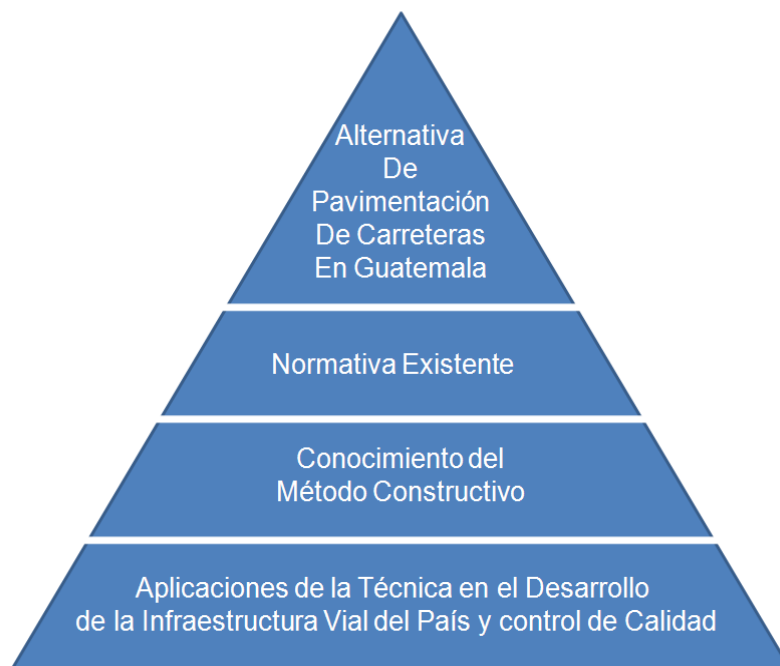 Alternativa
De
Pavimentación
De Carreteras
En Guatemala
Normativa Existente
Conocimiento del
Método Constructivo
Aplicaciones de la Técnica en el Desarrollo
de la Infraestructura Vial del País y control de Calidad